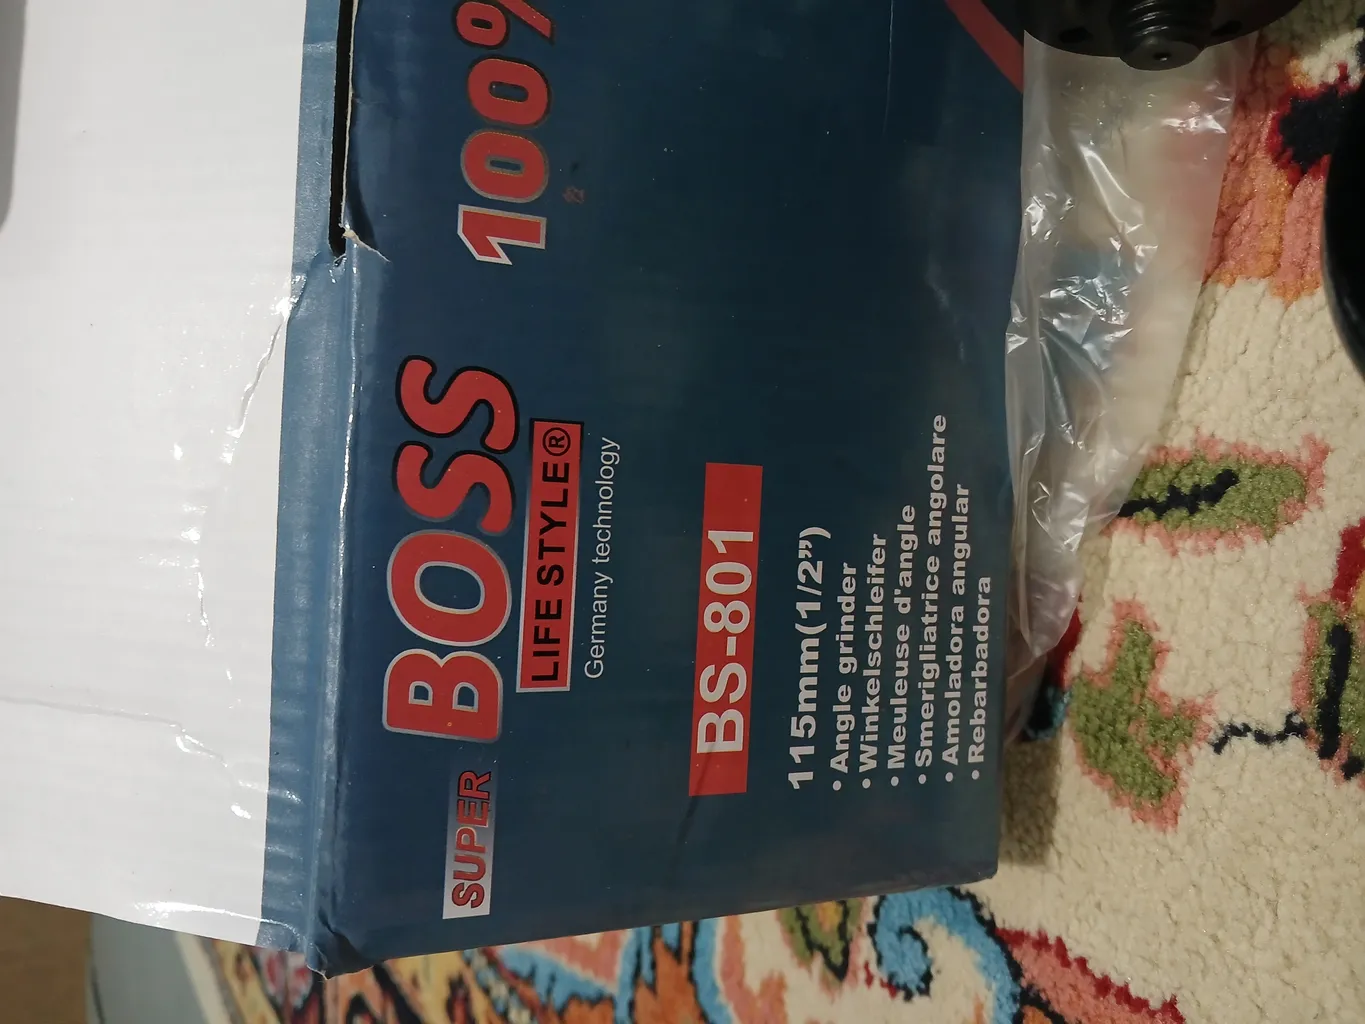 SUPER BOSS 100%
LIFE STYLE®
Germany technology
BS-801
115mm(1/2”)
• Angle grinder
• Winkelschleifer
• Meuleuse d'angle
• Smerigliatrice angolare
• Amoladora angular
• Rebarbadora